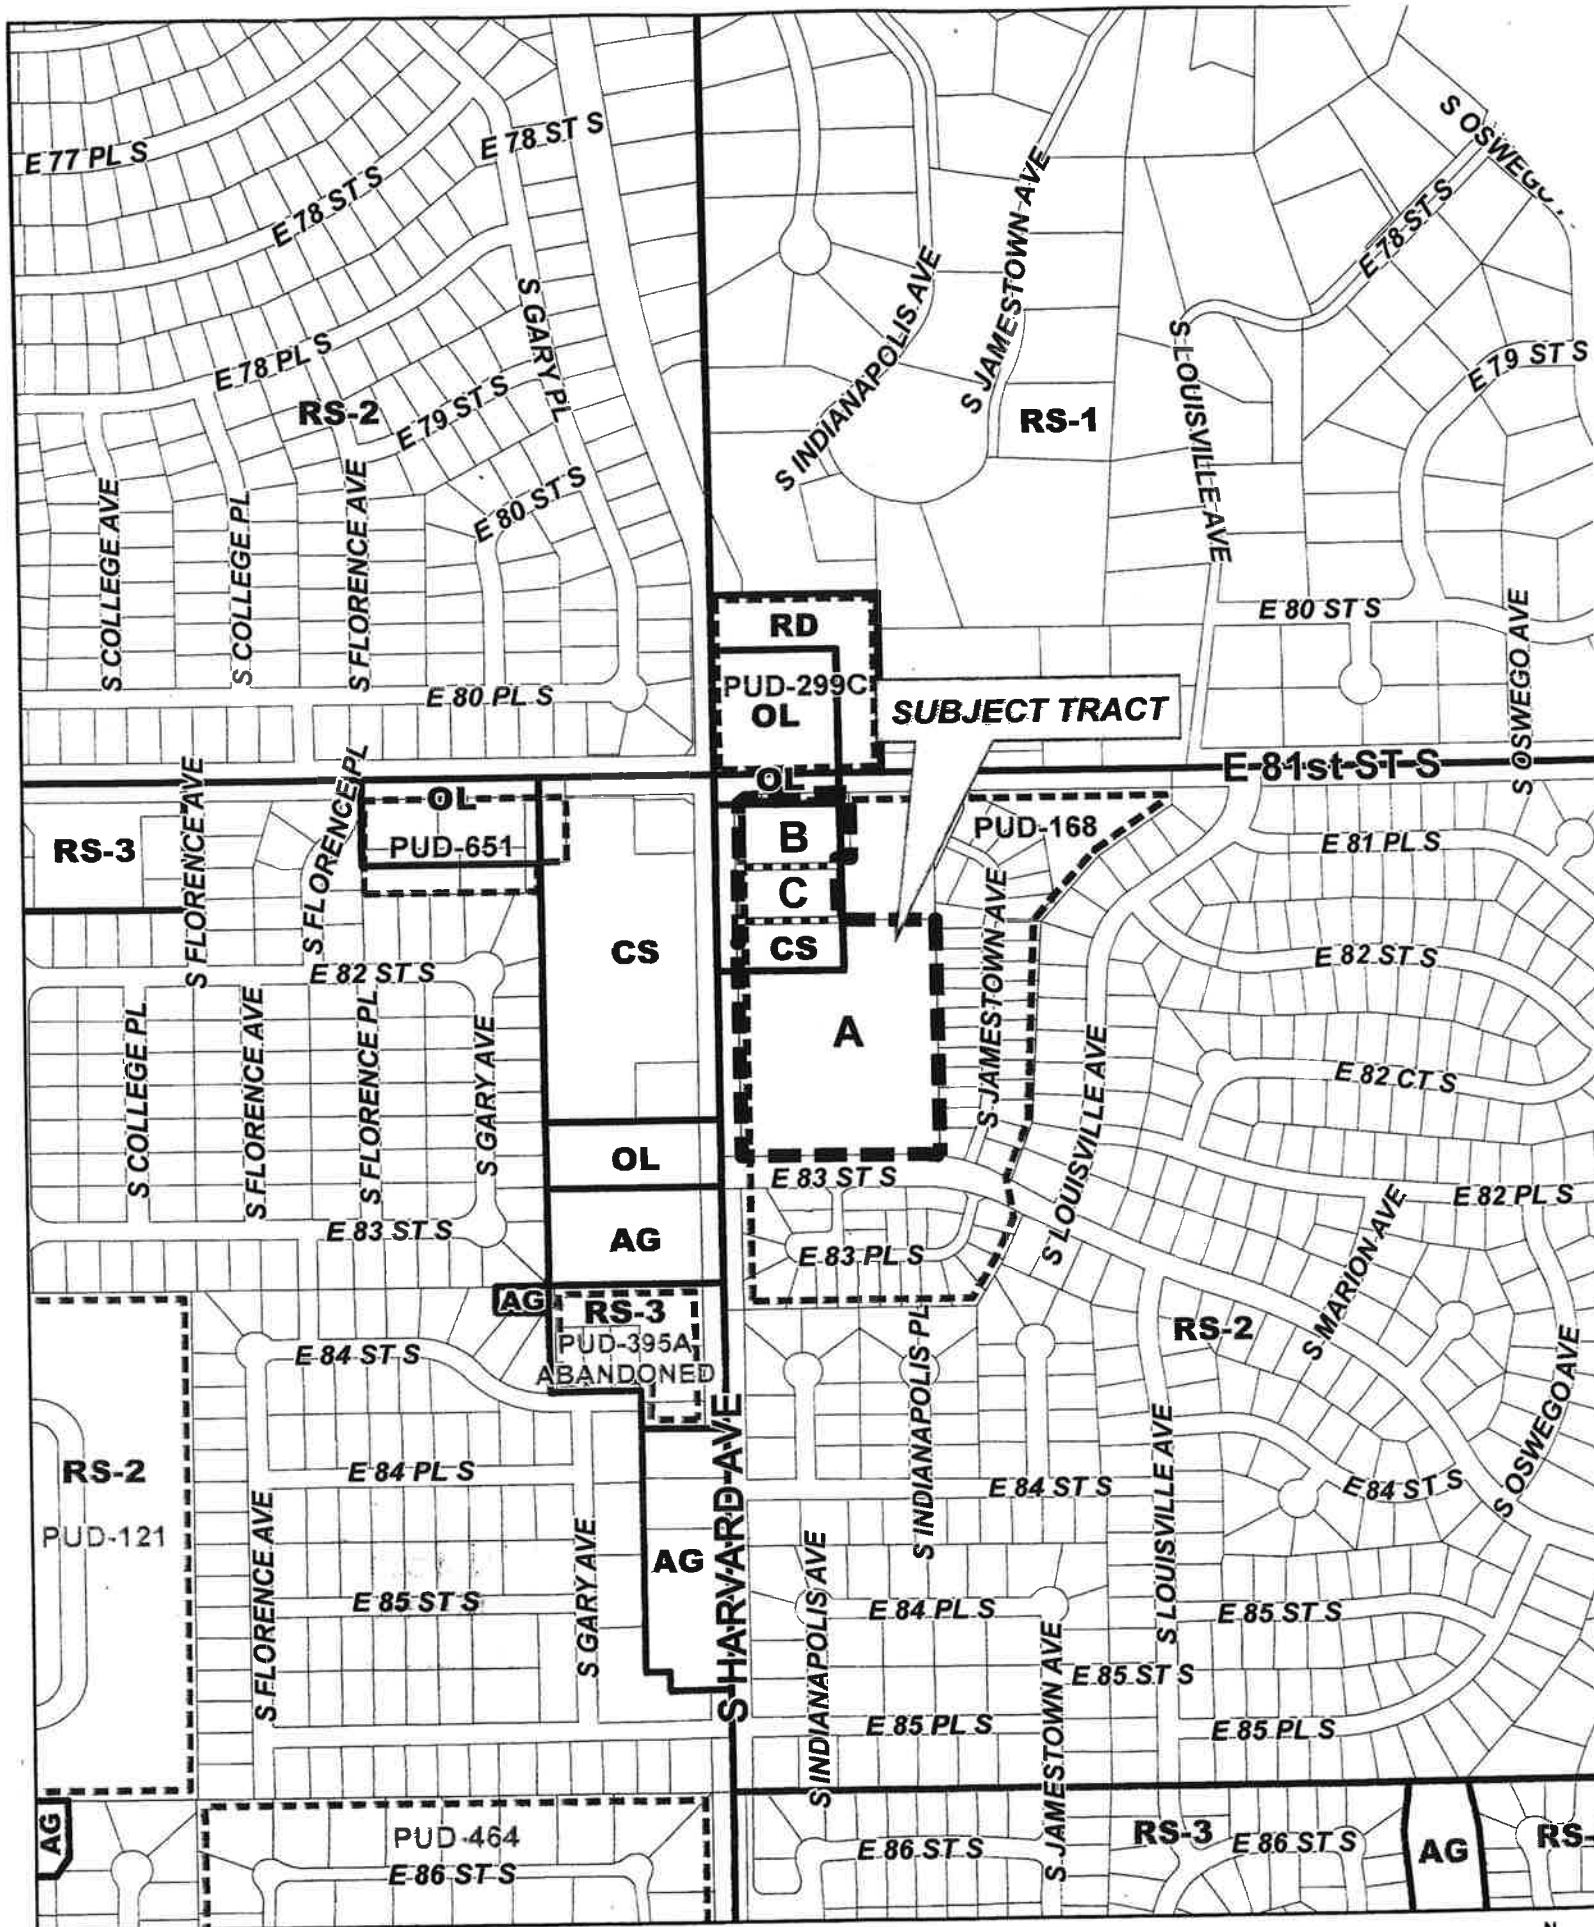 E 77 PL S
E 78 ST S
E 78 ST S
E 78 PL S
RS-2
E 79 ST S
S GARY PL
E 80 ST S
S COLLEGE AVE
S COLLEGE PL
S FLORENCE AVE
E 80 PL S
S INDIANAPOLIS AVE
S JAMESTOWN AVE
RS-1
S LOUISVILLE AVE
E 78 ST S
E 79 ST S
E 80 ST S
S OSWEGO AVE
RD
PUD-299C
OL
SUBJECT TRACT
E 81st ST S
OL
RS-3
S FLORENCE AVE
S FLORENCE PL
OL
PUD-651
B
C
CS
CS
A
PUD-168
S JAMESTOWN AVE
E 81 PL S
E 82 ST S
E 82 CT S
S LOUISVILLE AVE
E 82 ST S
S COLLEGE PL
S FLORENCE AVE
S FLORENCE PL
S GARY AVE
OL
AG
E 83 ST S
E 83 ST S
E 83 PL S
E 82 PL S
S MARION AVE
AG
RS-3
PUD-395A
ABANDONED
E 84 ST S
RS-2
S INDIANAPOLIS PL
S OSWEGO AVE
RS-2
PUD-121
E 84 PL S
S HARVARD AVE
E 84 ST S
E 84 ST S
S LOUISVILLE AVE
AG
S FLORENCE AVE
E 85 ST S
S GARY AVE
S INDIANAPOLIS AVE
E 84 PL S
E 85 ST S
S JAMESTOWN AVE
E 85 ST S
E 85 PL S
E 85 PL S
AG
PUD-464
E 86 ST S
E 86 ST S
RS-3
E 86 ST S
AG
RS-
N